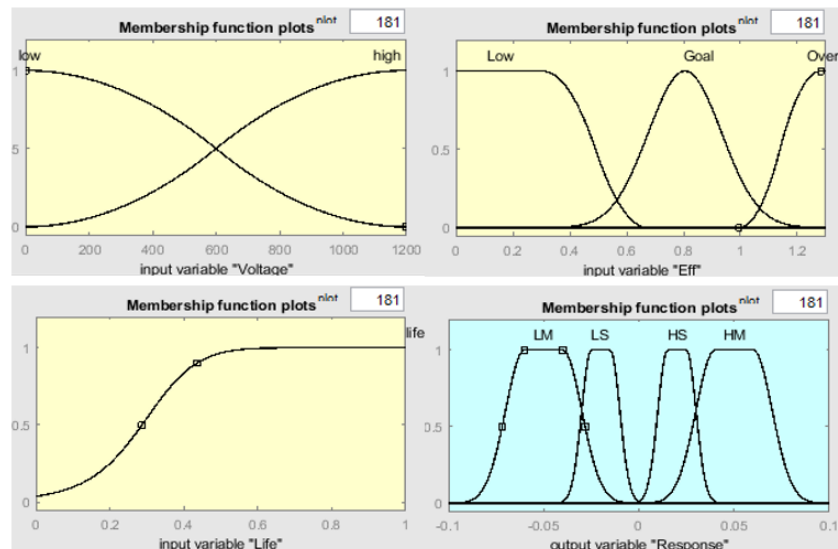 Membership function plots plot 181
low high
1
5
0
0 200 400 600 800 1000 1200
input variable "Voltage"
Membership function plots plot 181
Low Goal Over
1
0.5
0
0 0.2 0.4 0.6 0.8 1 1.2
input variable "Eff"
Membership function plots plot 181
life
1
0.5
0
0 0.2 0.4 0.6 0.8 1
input variable "Life"
Membership function plots plot 181
LM LS HS HM
1
0.5
0
-0.1 -0.05 0 0.05 0.1
output variable "Response"